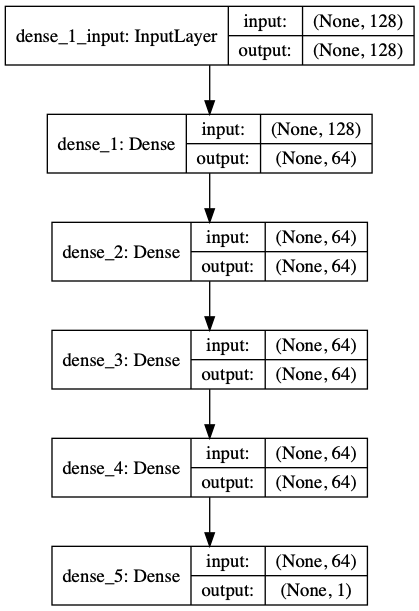 dense_1_input: InputLayer
input: (None, 128)
output: (None, 128)
dense_1: Dense
input: (None, 128)
output: (None, 64)
dense_2: Dense
input: (None, 64)
output: (None, 64)
dense_3: Dense
input: (None, 64)
output: (None, 64)
dense_4: Dense
input: (None, 64)
output: (None, 64)
dense_5: Dense
input: (None, 64)
output: (None, 1)